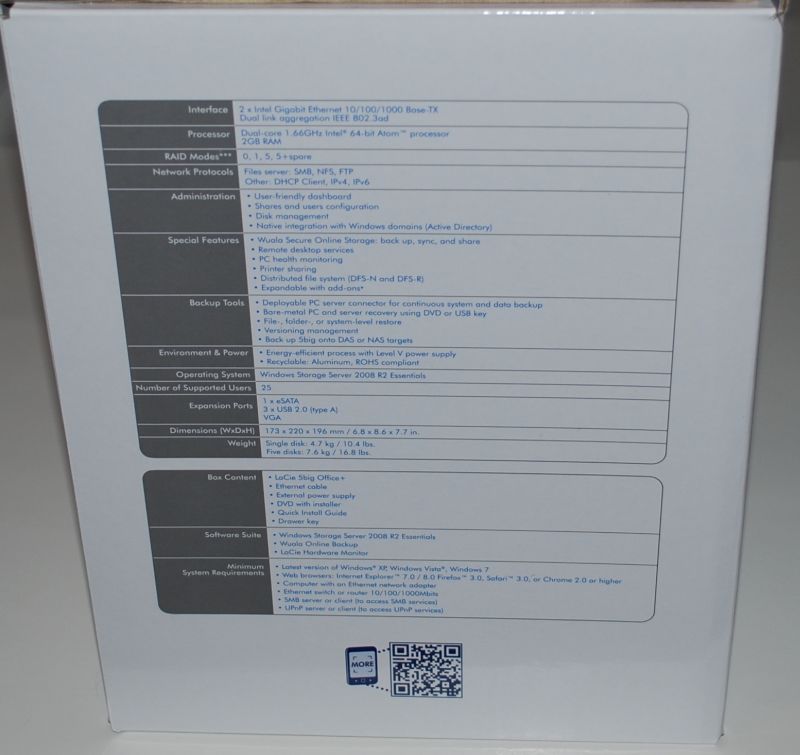 Interface
2 x Intel Gigabit Ethernet 10/100/1000 Base-TX
Dual link aggregation IEEE 802.3ad
Processor
Dual-core 1.66GHz Intel® 64-bit Atom™ processor
2GB RAM
RAID Modes***
0, 1, 5, 5+spare
Network Protocols
Files server: SMB, NFS, FTP
Other: DHCP Client, IPv4, IPv6
Administration
• User-friendly dashboard
• Shares and users configuration
• Disk management
• Native integration with Windows domains (Active Directory)
Special Features
• Wuala Secure Online Storage: back up, sync, and share
• Remote desktop services
• PC health monitoring
• Printer sharing
• Distributed file system (DFS-N and DFS-R)
• Expandable with add-ons*
Backup Tools
• Deployable PC server connector for continuous system and data backup
• Bare-metal PC and server recovery using DVD or USB key
• File-, folder-, or system-level restore
• Versioning management
• Back up 5big onto DAS or NAS targets
Environment & Power
• Energy-efficient process with Level V power supply
• Recyclable: Aluminum, ROHS compliant
Operating System
Windows Storage Server 2008 R2 Essentials
Number of Supported Users
25
Expansion Ports
1 x eSATA
3 x USB 2.0 (type A)
VGA
Dimensions (WxDxH)
173 x 220 x 196 mm / 6.8 x 8.6 x 7.7 in.
Weight
Single disk: 4.7 kg / 10.4 lbs.
Five disks: 7.6 kg / 16.8 lbs.
Box Content
• LaCie 5big Office+
• Ethernet cable
• External power supply
• DVD with installer
• Quick Install Guide
• Drawer key
Software Suite
• Windows Storage Server 2008 R2 Essentials
• Wuala Online Backup
• LaCie Hardware Monitor
Minimum
System Requirements
• Latest version of Windows® XP, Windows Vista®, Windows 7
• Web browsers: Internet Explorer™ 7.0 / 8.0 Firefox™ 3.0, Safari™ 3.0, or Chrome 2.0 or higher
• Computer with an Ethernet network adapter
• Ethernet switch or router 10/100/1000Mbits
• SMB server or client (to access SMB services)
• UPnP server or client (to access UPnP services)
MORE